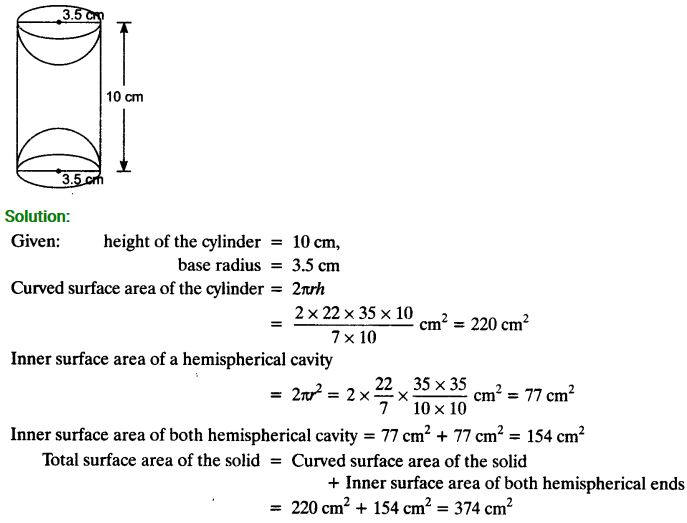 3.5 cm
10 cm
3.5 cm
Solution:
Given: height of the cylinder = 10 cm,
base radius = 3.5 cm
Curved surface area of the cylinder = 2πrh
= (2 × 22 × 35 × 10)/(7 × 10) cm² = 220 cm²
Inner surface area of a hemispherical cavity
= 2πr² = 2 × 22/7 × (35 × 35)/(10 × 10) cm² = 77 cm²
Inner surface area of both hemispherical cavity = 77 cm² + 77 cm² = 154 cm²
Total surface area of the solid = Curved surface area of the solid
+ Inner surface area of both hemispherical ends
= 220 cm² + 154 cm² = 374 cm²